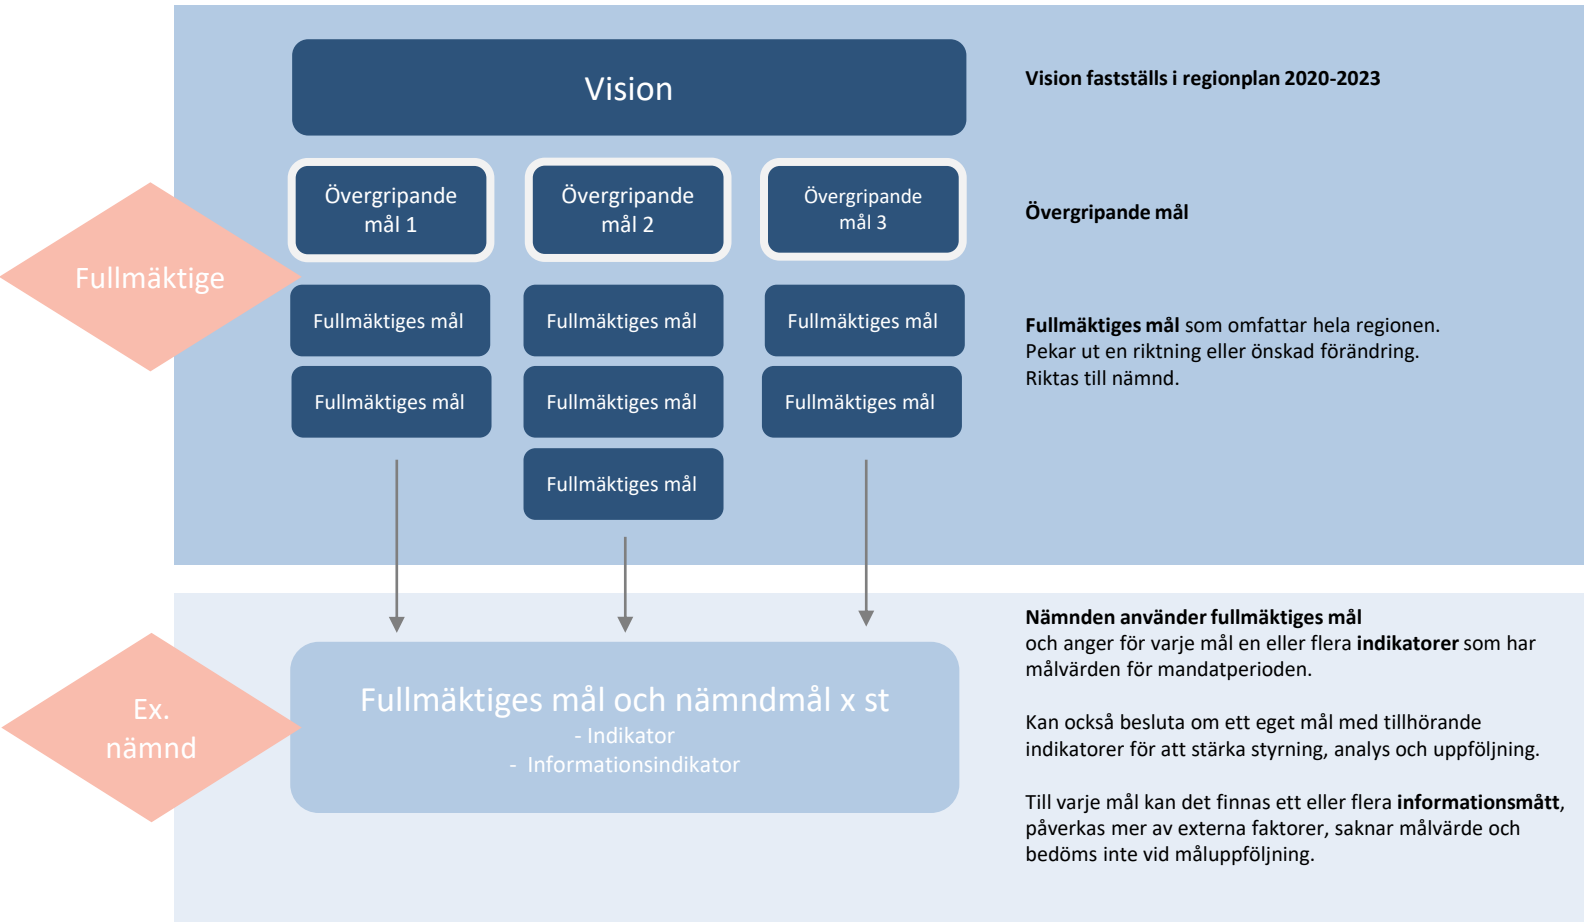 Vision
Vision fastställs i regionplan 2020-2023
Övergripande
mål 1
Övergripande
mål 2
Övergripande
mål 3
Övergripande mål
Fullmäktige
Fullmäktiges mål
Fullmäktiges mål
Fullmäktiges mål
Fullmäktiges mål
Fullmäktiges mål
Fullmäktiges mål
Fullmäktiges mål
Fullmäktiges mål som omfattar hela regionen.
Pekar ut en riktning eller önskad förändring.
Riktas till nämnd.
Ex.
nämnd
Fullmäktiges mål och nämndmål x st
- Indikator
- Informationsindikator
Nämnden använder fullmäktiges mål
och anger för varje mål en eller flera indikatorer som har
målvärden för mandatperioden.
Kan också besluta om ett eget mål med tillhörande
indikatorer för att stärka styrning, analys och uppföljning.
Till varje mål kan det finnas ett eller flera informationsmått,
påverkas mer av externa faktorer, saknar målvärde och
bedöms inte vid måluppföljning.